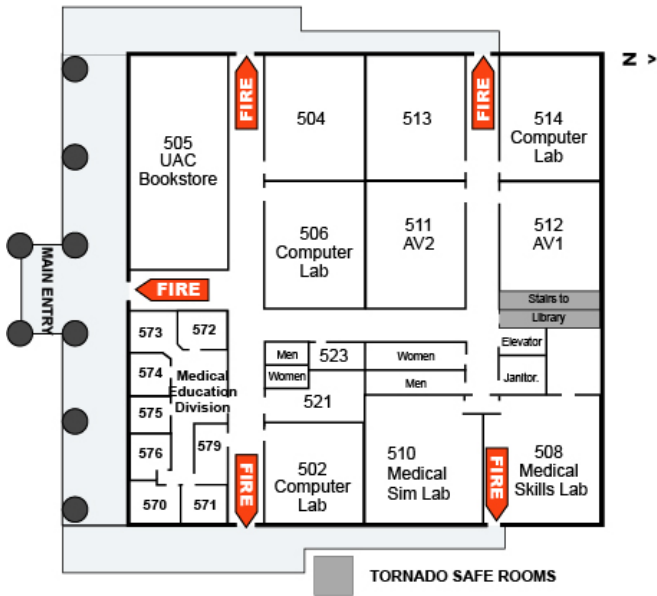 FIRE
FIRE
N >
505
UAC
Bookstore
504
513
514
Computer
Lab
506
Computer
Lab
511
AV2
512
AV1
MAIN ENTRY
FIRE
Stairs to
Library
573
572
Men
523
Women
Elevator
574
Medical
Education
Division
Women
Men
Janitor.
575
521
576
579
502
Computer
Lab
510
Medical
Sim Lab
508
Medical
Skills Lab
FIRE
FIRE
570
571
TORNADO SAFE ROOMS